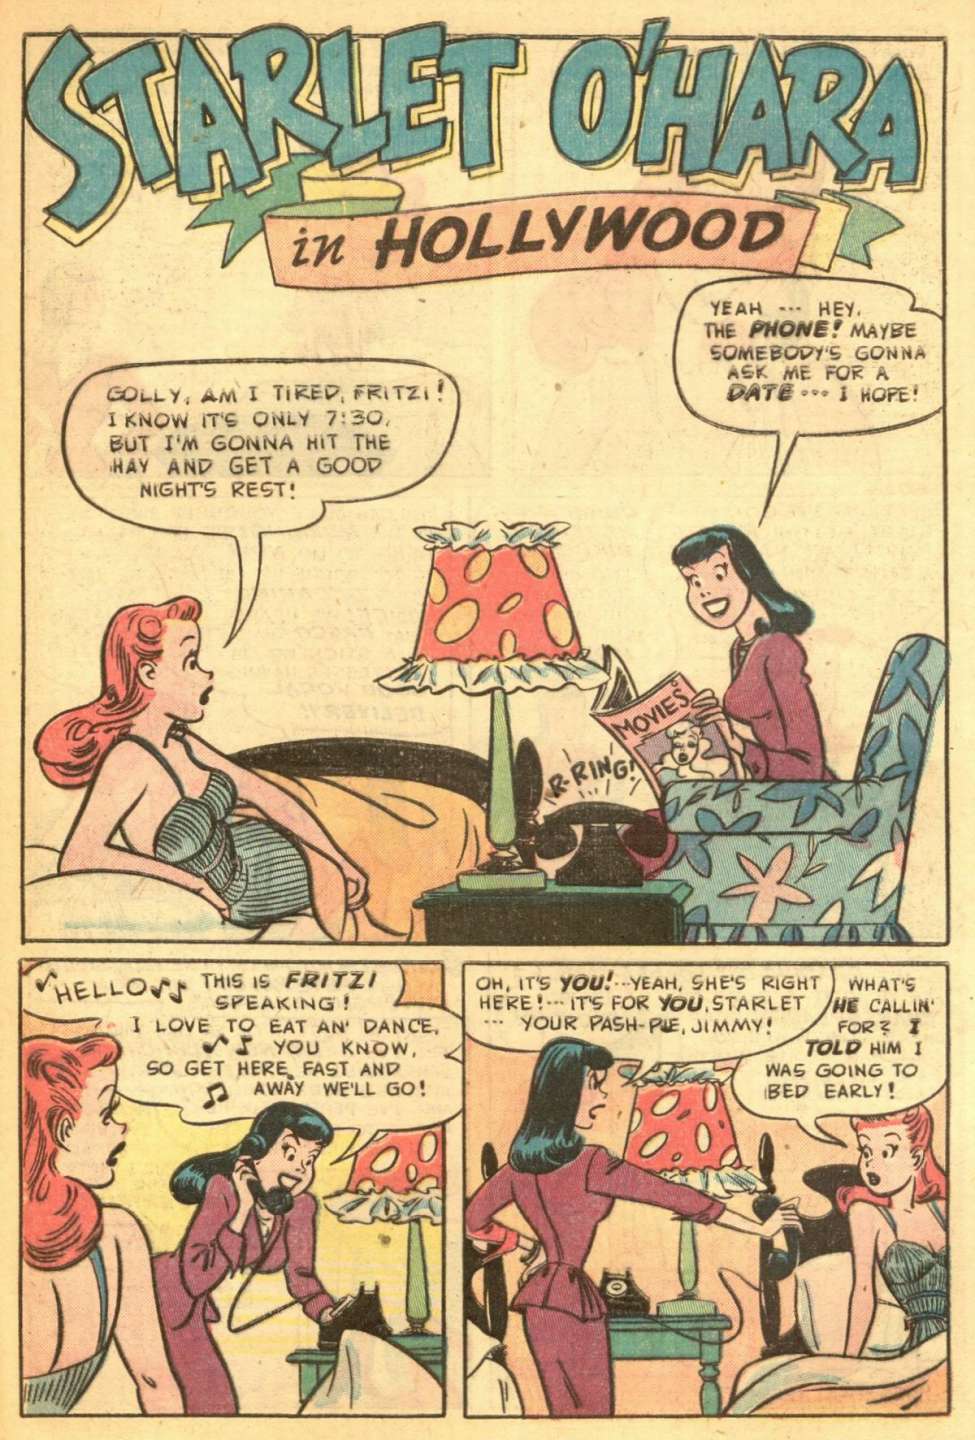 STARLET O'HARA
in HOLLYWOOD
GOLLY, AM I TIRED, FRITZI!
I KNOW IT'S ONLY 7:30,
BUT I'M GONNA HIT THE
HAY AND GET A GOOD
NIGHT'S REST!
YEAH --- HEY,
THE PHONE! MAYBE
SOMEBODY'S GONNA
ASK ME FOR A
DATE --- I HOPE!
MOVIES
R-RING!
HELLO
THIS IS FRITZI
SPEAKING!
I LOVE TO EAT AN' DANCE,
YOU KNOW,
SO GET HERE FAST AND
AWAY WE'LL GO!
OH, IT'S YOU!--YEAH, SHE'S RIGHT
HERE!--- IT'S FOR YOU, STARLET
--- YOUR PASH-PIE, JIMMY!
WHAT'S
HE CALLIN'
FOR? I
TOLD HIM I
WAS GOING TO
BED EARLY!